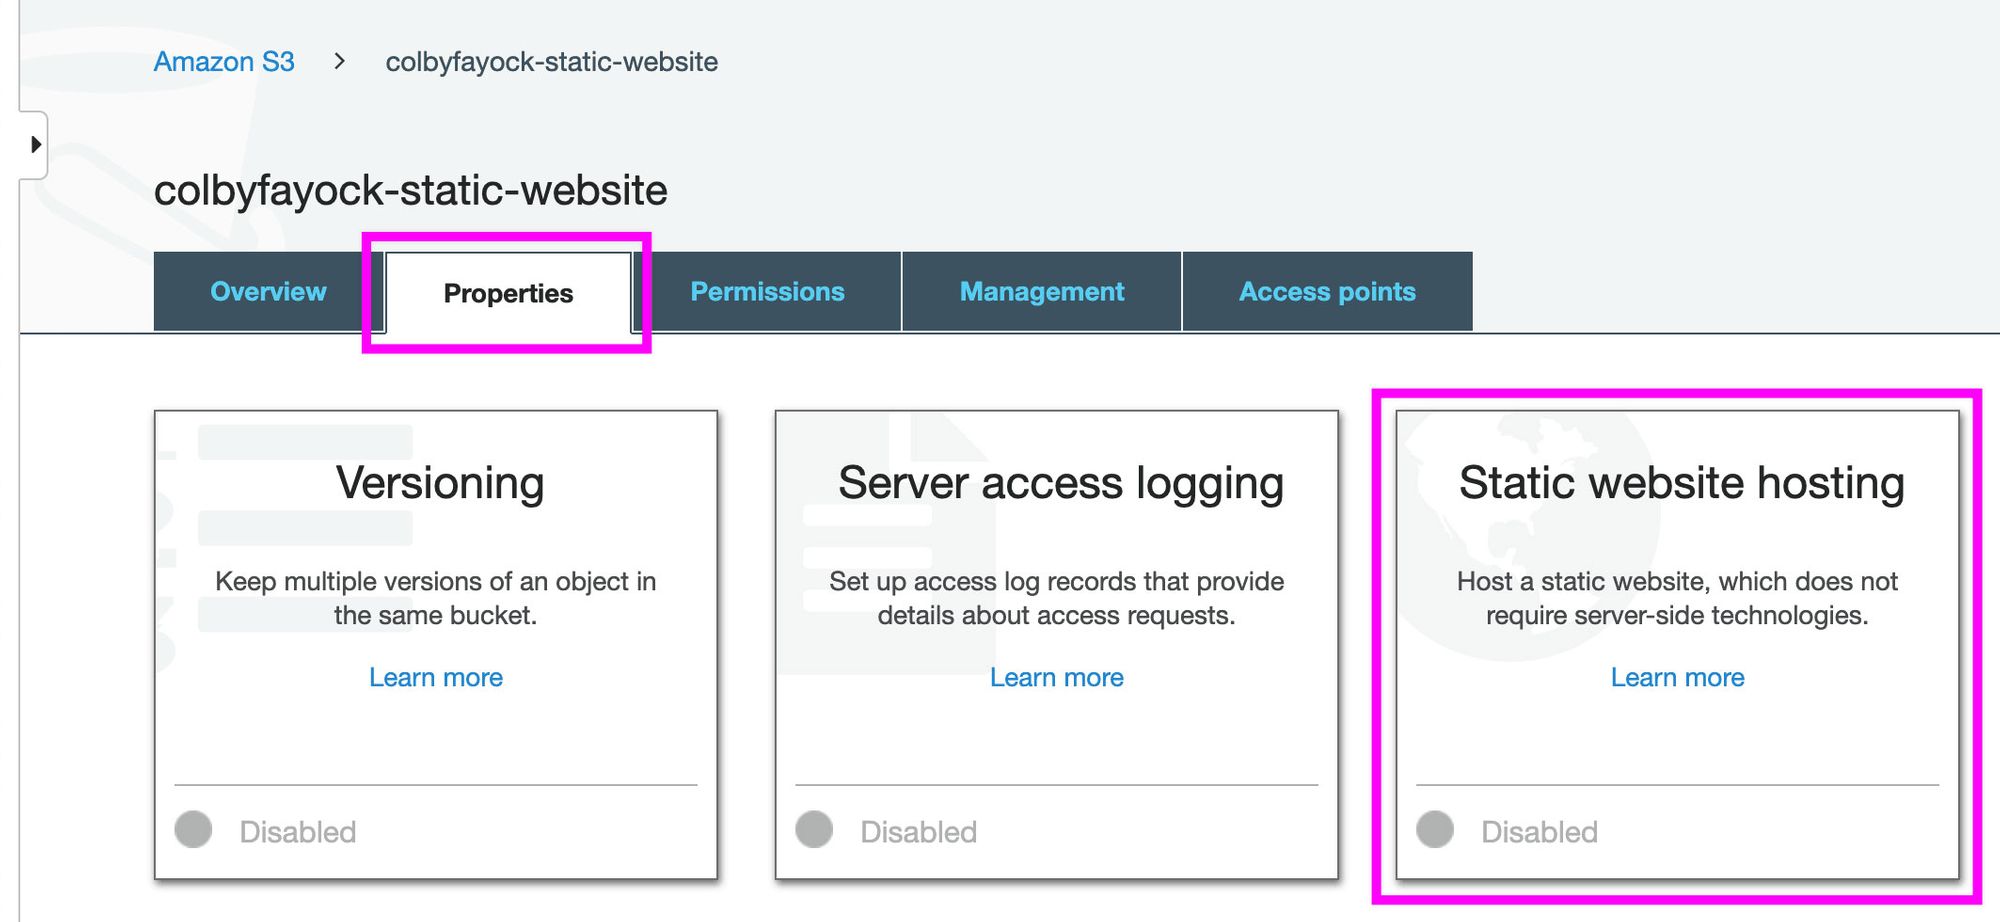 Amazon S3 > colbyfayock-static-website
colbyfayock-static-website
Overview Properties Permissions Management Access points
Versioning
Keep multiple versions of an object in
the same bucket.
Learn more
Disabled
Server access logging
Set up access log records that provide
details about access requests.
Learn more
Disabled
Static website hosting
Host a static website, which does not
require server-side technologies.
Learn more
Disabled